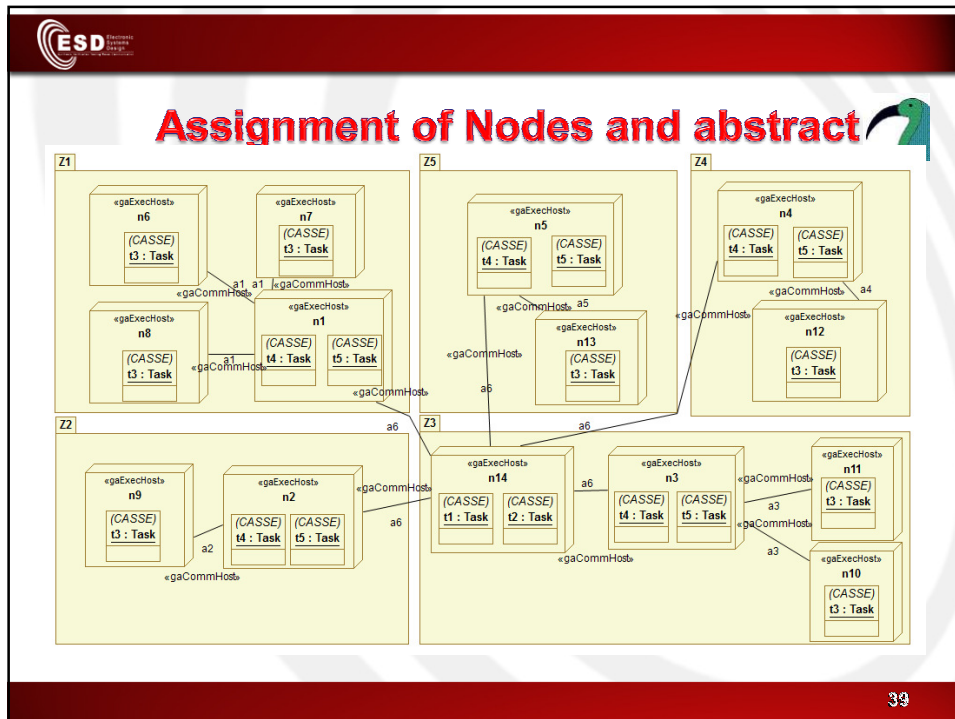 ESD
Electronic
Systems
Design
Assignment of Nodes and abstract
Z1
«gaExecHost»
n6
(CASSE)
t3 : Task
«gaExecHost»
n7
(CASSE)
t3 : Task
a1
a1
«gaCommHost»
«gaCommHost»
«gaExecHost»
n8
(CASSE)
t3 : Task
a1
«gaCommHost»
«gaExecHost»
n1
(CASSE)
t4 : Task
(CASSE)
t5 : Task
«gaCommHost»
a6
Z5
«gaExecHost»
n5
(CASSE)
t4 : Task
(CASSE)
t5 : Task
«gaCommHost»
a5
«gaCommHost»
a6
«gaExecHost»
n13
(CASSE)
t3 : Task
Z4
«gaExecHost»
n4
(CASSE)
t4 : Task
(CASSE)
t5 : Task
«gaCommHost»
a4
«gaCommHost»
a6
«gaExecHost»
n12
(CASSE)
t3 : Task
Z2
«gaExecHost»
n9
(CASSE)
t3 : Task
a2
«gaCommHost»
«gaExecHost»
n2
(CASSE)
t4 : Task
(CASSE)
t5 : Task
«gaCommHost»
a6
Z3
«gaExecHost»
n14
(CASSE)
t1 : Task
(CASSE)
t2 : Task
a6
«gaCommHost»
«gaExecHost»
n3
(CASSE)
t4 : Task
(CASSE)
t5 : Task
«gaCommHost»
a3
«gaCommHost»
a3
«gaExecHost»
n11
(CASSE)
t3 : Task
«gaExecHost»
n10
(CASSE)
t3 : Task
39